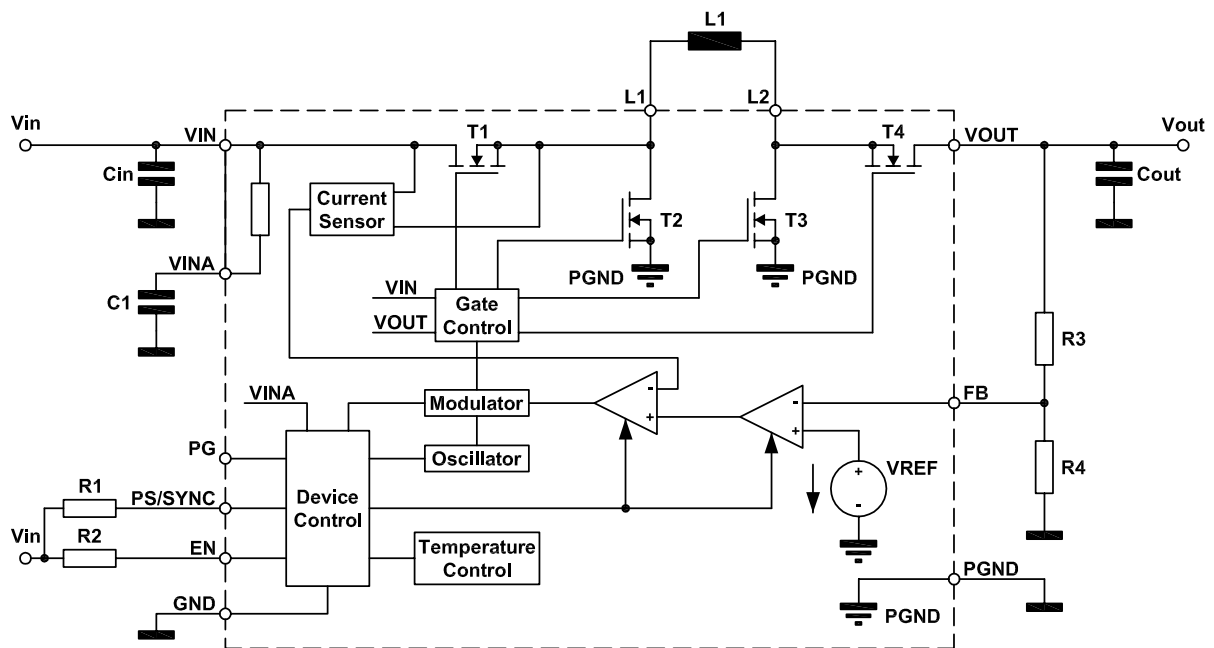 L1
L1
L2
Vin
VIN
T1
T4
VOUT
Vout
Cin
Current
Sensor
T2
T3
Cout
VINA
C1
PGND
PGND
VIN
VOUT
Gate
Control
R3
VINA
Modulator
-
+
-
+
FB
PG
Oscillator
VREF
+
-
R4
R1
PS/SYNC
Device
Control
Vin
R2
EN
Temperature
Control
GND
PGND
PGND